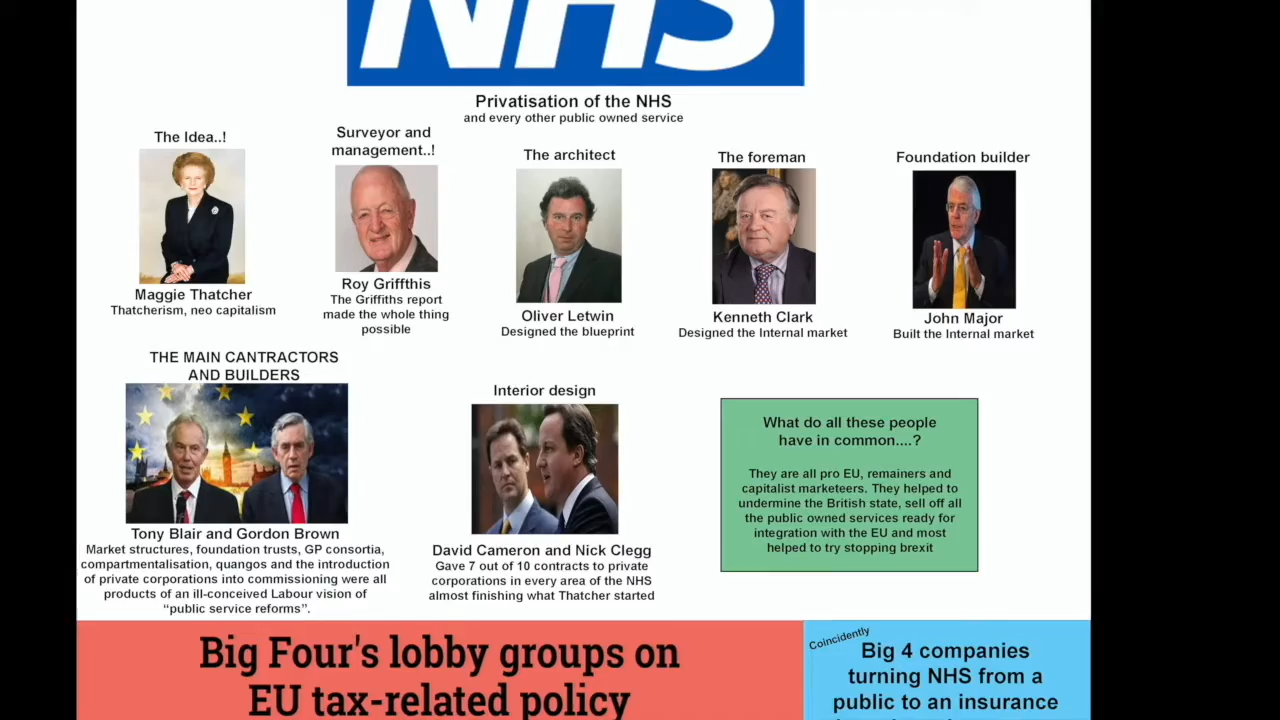 NHS
Privatisation of the NHS
and every other public owned service
The Idea..!
Maggie Thatcher
Thatcherism, neo capitalism
Surveyor and
management..!
Roy Griffthis
The Griffiths report
made the whole thing
possible
The architect
Oliver Letwin
Designed the blueprint
The foreman
Kenneth Clark
Designed the Internal market
Foundation builder
John Major
Built the Internal market
THE MAIN CANTRACTORS
AND BUILDERS
Tony Blair and Gordon Brown
Market structures, foundation trusts, GP consortia,
compartmentalisation, quangos and the introduction
of private corporations into commissioning were all
products of an ill-conceived Labour vision of
“public service reforms”.
Interior design
David Cameron and Nick Clegg
Gave 7 out of 10 contracts to private
corporations in every area of the NHS
almost finishing what Thatcher started
What do all these people
have in common....?
They are all pro EU, remainers and
capitalist marketeers. They helped to
undermine the British state, sell off all
the public owned services ready for
integration with the EU and most
helped to try stopping brexit
Big Four's lobby groups on
EU tax-related policy
Coincidently
Big 4 companies
turning NHS from a
public to an insurance